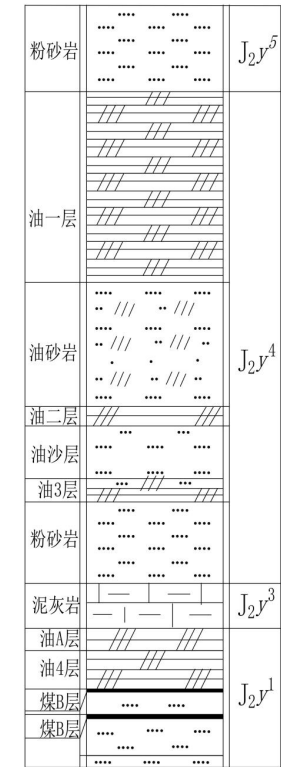 粉砂岩
J₂y⁵
油一层
油砂岩
油二层
油沙层
油3层
粉砂岩
J₂y⁴
泥灰岩
J₂y³
油A层
油4层
煤B层
煤B层
J₂y¹